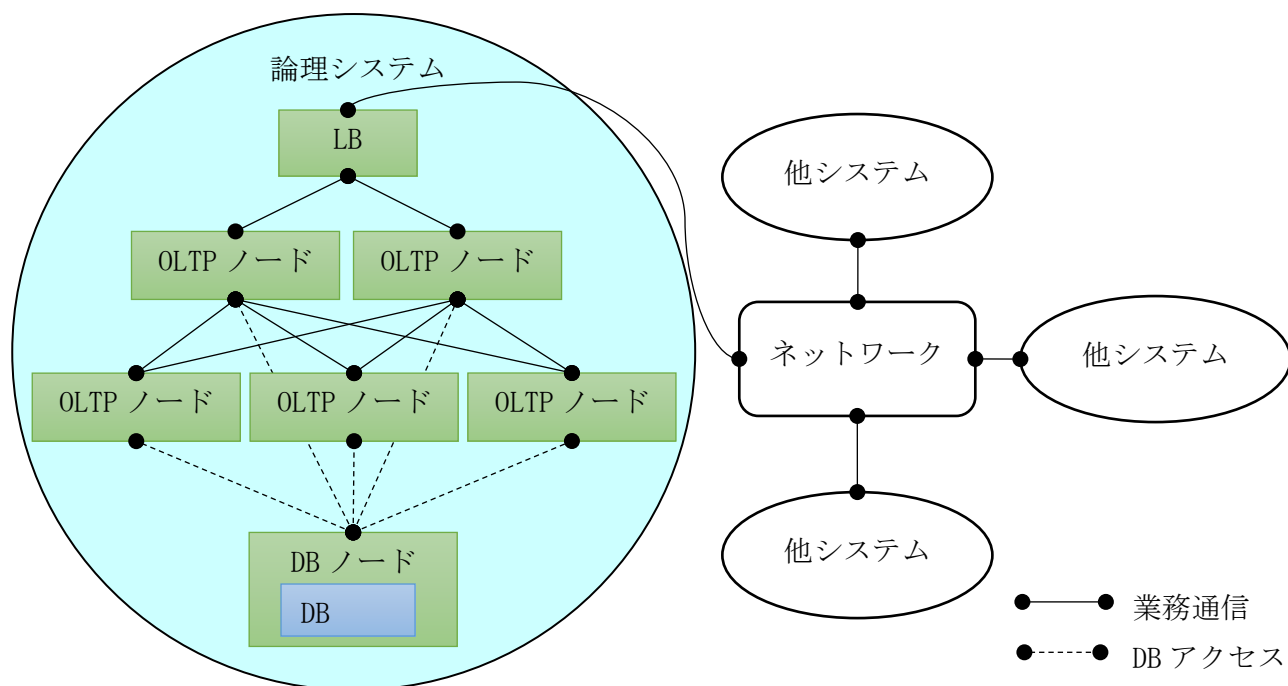 論理システム
LB
OLTP ノード
OLTP ノード
OLTP ノード
OLTP ノード
OLTP ノード
DB ノード
DB
他システム
ネットワーク
他システム
他システム
業務通信
DB アクセス